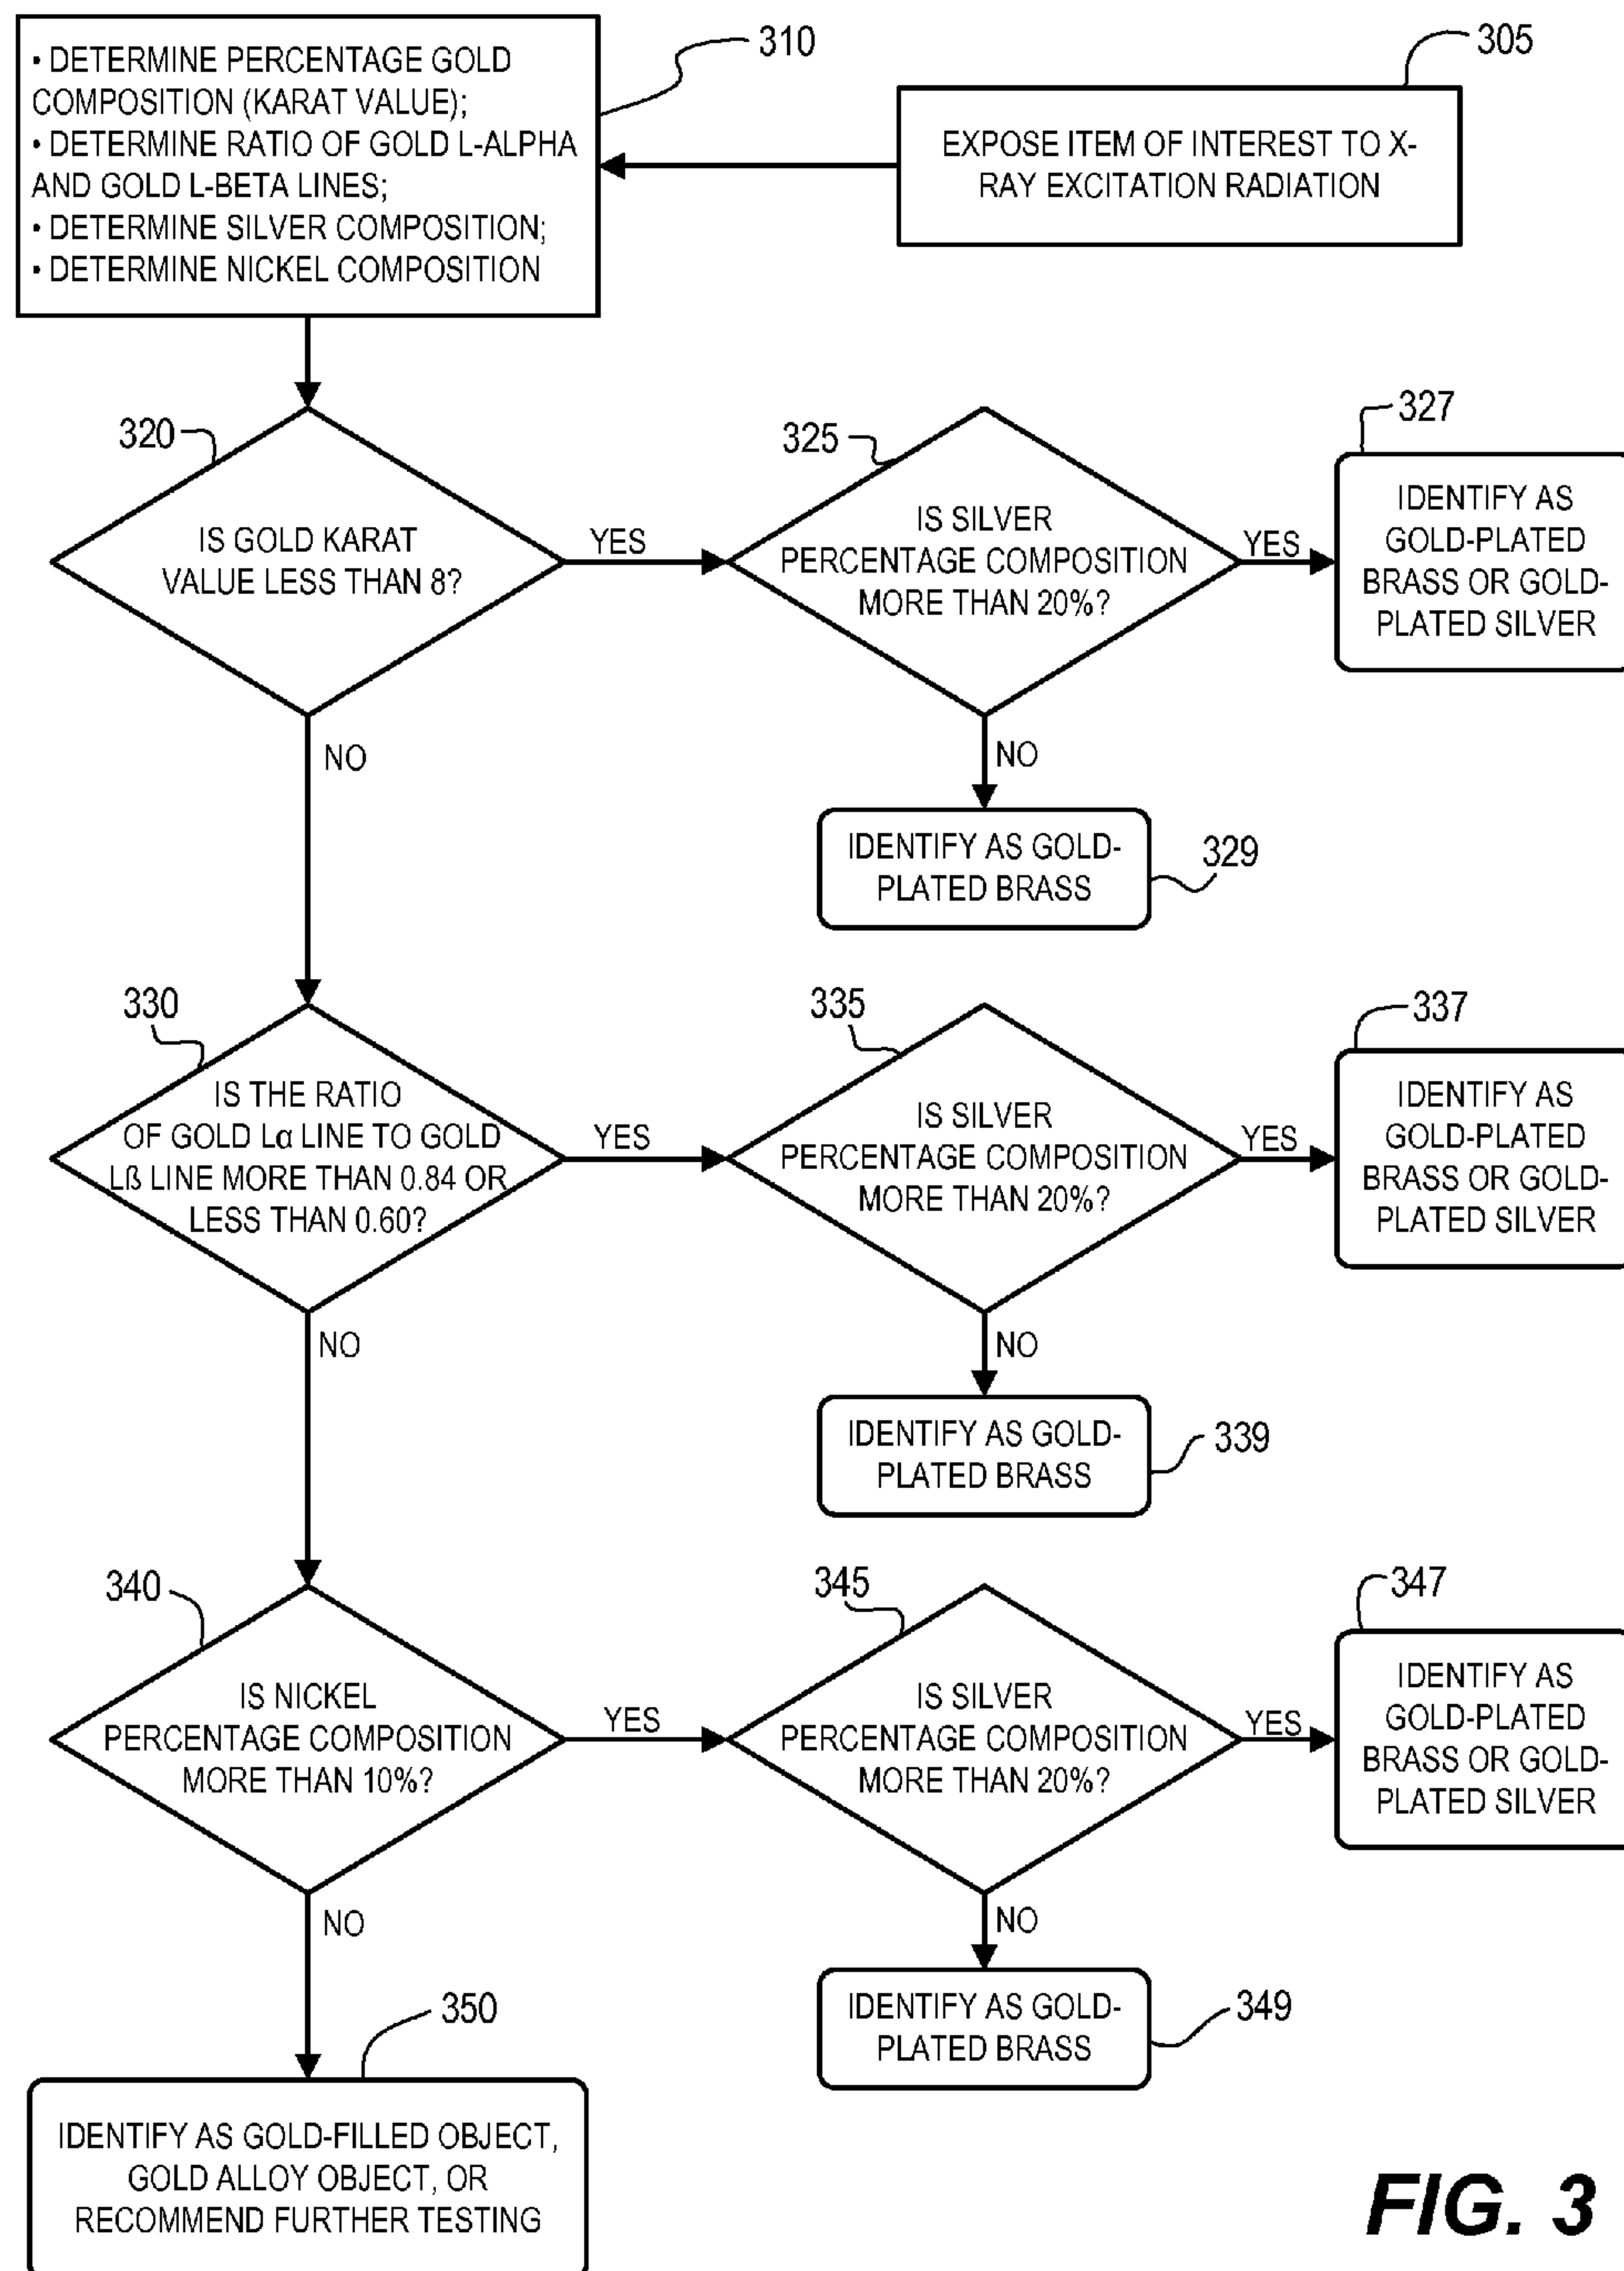 • DETERMINE PERCENTAGE GOLD
COMPOSITION (KARAT VALUE);
• DETERMINE RATIO OF GOLD L-ALPHA
AND GOLD L-BETA LINES;
• DETERMINE SILVER COMPOSITION;
• DETERMINE NICKEL COMPOSITION
310
305
EXPOSE ITEM OF INTEREST TO X-
RAY EXCITATION RADIATION
320
IS GOLD KARAT
VALUE LESS THAN 8?
YES
325
IS SILVER
PERCENTAGE COMPOSITION
MORE THAN 20%?
YES
327
IDENTIFY AS
GOLD-PLATED
BRASS OR GOLD-
PLATED SILVER
NO
NO
IDENTIFY AS GOLD-
PLATED BRASS
329
330
IS THE RATIO
OF GOLD Lα LINE TO GOLD
Lß LINE MORE THAN 0.84 OR
LESS THAN 0.60?
YES
335
IS SILVER
PERCENTAGE COMPOSITION
MORE THAN 20%?
YES
337
IDENTIFY AS
GOLD-PLATED
BRASS OR GOLD-
PLATED SILVER
NO
NO
IDENTIFY AS GOLD-
PLATED BRASS
339
340
IS NICKEL
PERCENTAGE COMPOSITION
MORE THAN 10%?
YES
345
IS SILVER
PERCENTAGE COMPOSITION
MORE THAN 20%?
YES
347
IDENTIFY AS
GOLD-PLATED
BRASS OR GOLD-
PLATED SILVER
NO
NO
IDENTIFY AS GOLD-
PLATED BRASS
349
350
IDENTIFY AS GOLD-FILLED OBJECT,
GOLD ALLOY OBJECT, OR
RECOMMEND FURTHER TESTING
FIG. 3